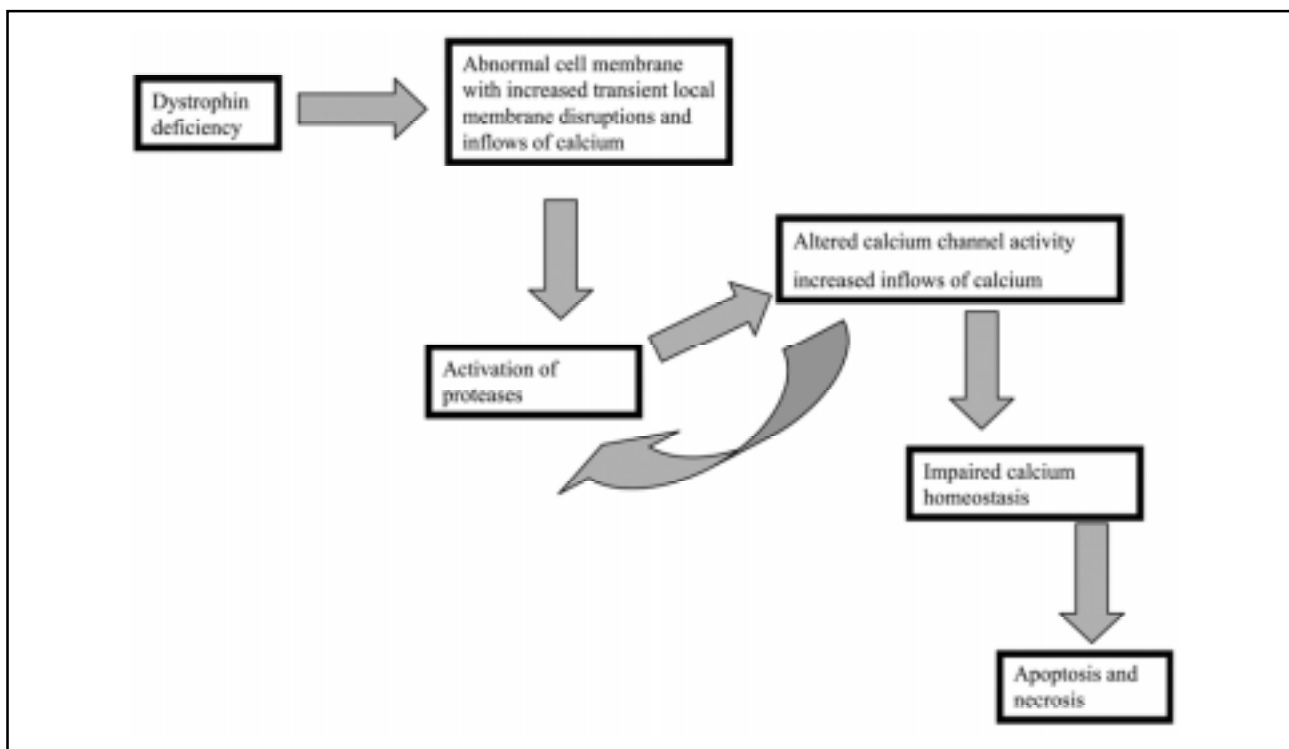 Dystrophin
deficiency
Abnormal cell membrane
with increased transient local
membrane disruptions and
inflows of calcium
Altered calcium channel activity
increased inflows of calcium
Activation of
proteases
Impaired calcium
homeostasis
Apoptosis and
necrosis